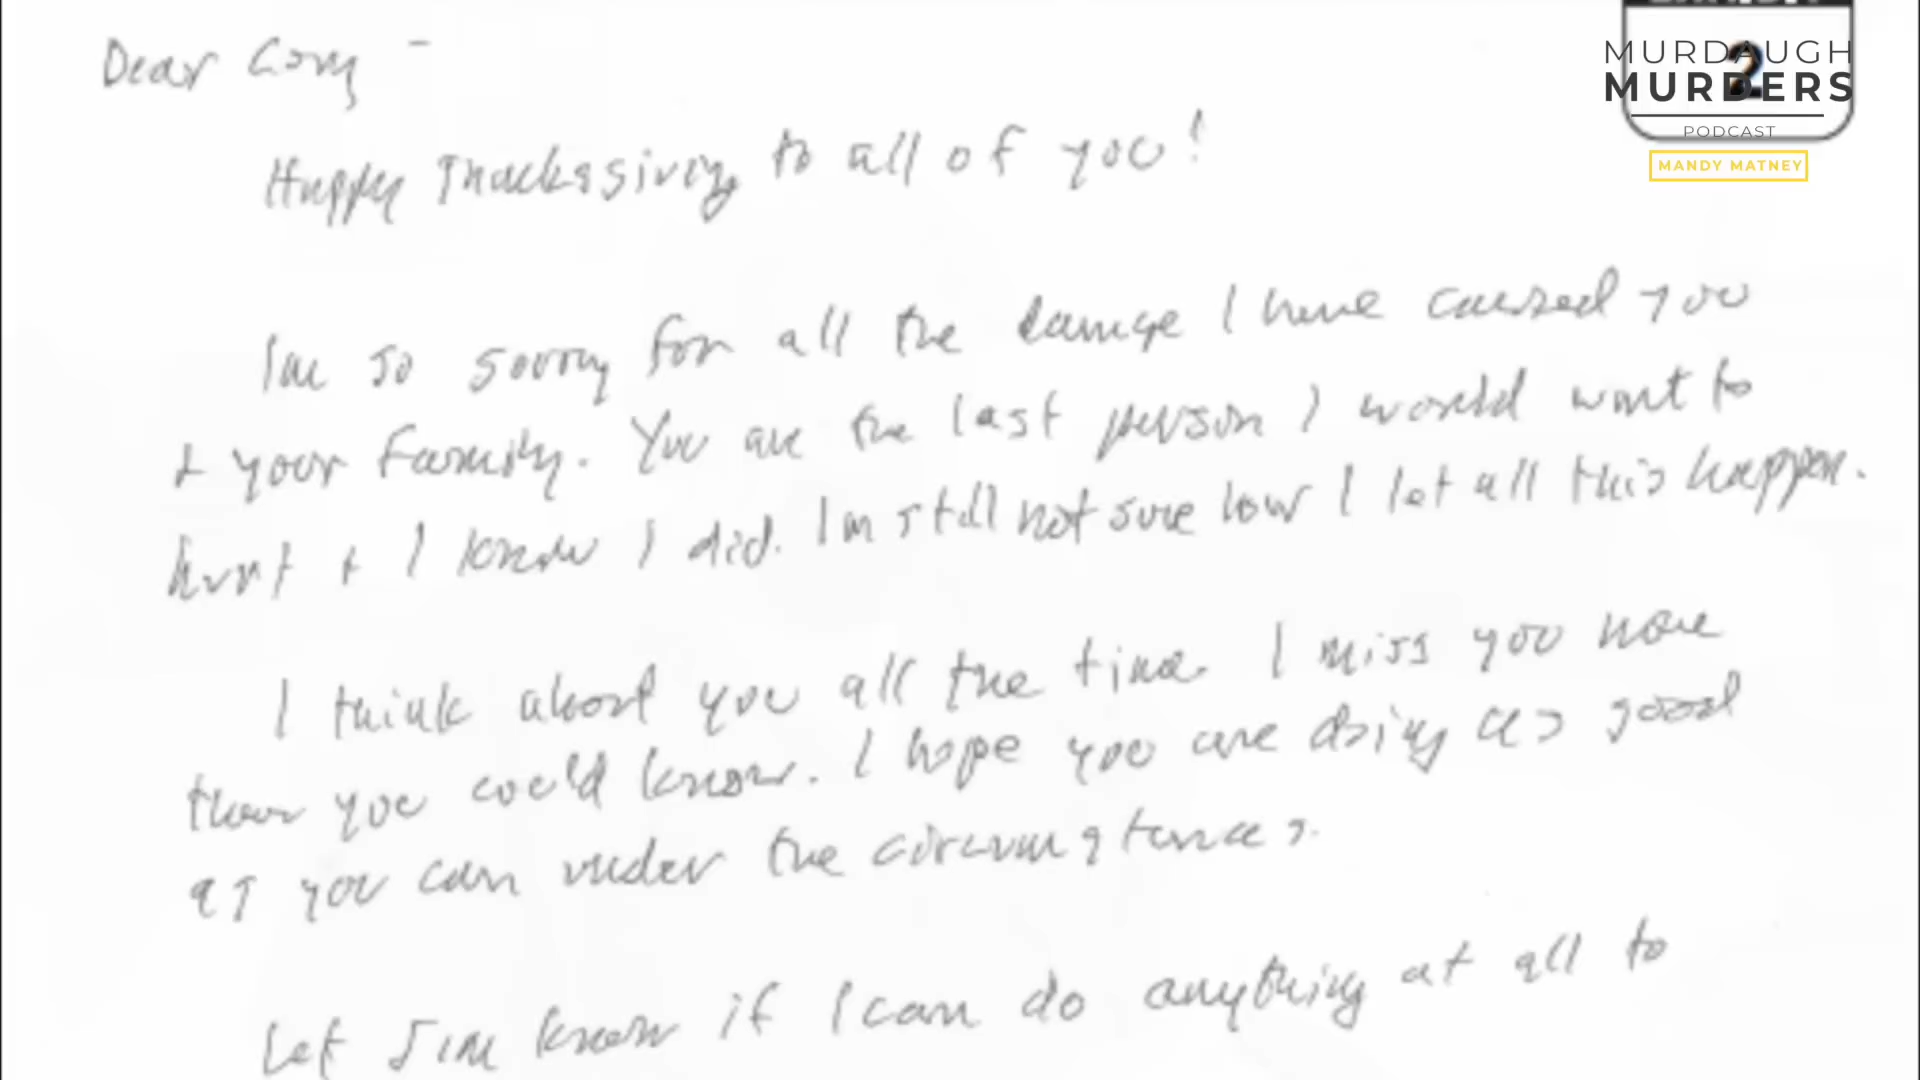 Dear Cory -
Happy Thanksgiving to all of you!
Im so sorry for all the damage I have caused you
+ your family. You are the last person I would want to
hurt + I know I did. Im still not sure how I let all this happen.
I think about you all the time. I miss you more
than you could know. I hope you are doing as good
as you can under the circumstances.
Let Jim know if I can do anything at all to
2
MURDAUGH
MURDERS
PODCAST
MANDY MATNEY